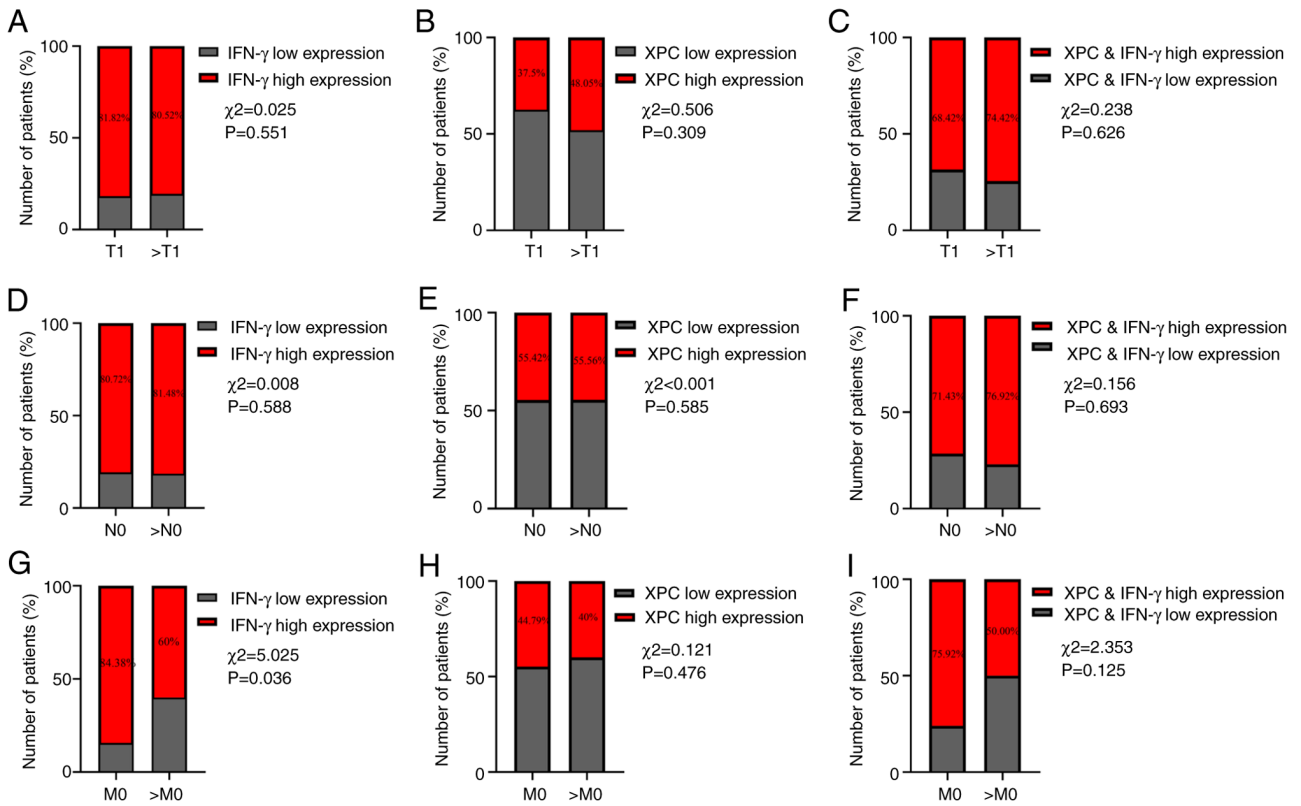 A
Number of patients (%)
100
50
0
81.82%
80.52%
T1 >T1
IFN-γ low expression
IFN-γ high expression
χ2=0.025
P=0.551
B
Number of patients (%)
100
50
0
37.5%
48.05%
T1 >T1
XPC low expression
XPC high expression
χ2=0.506
P=0.309
C
Number of patients (%)
100
50
0
68.42%
74.42%
T1 >T1
XPC & IFN-γ high expression
XPC & IFN-γ low expression
χ2=0.238
P=0.626
D
Number of patients (%)
100
50
0
80.72%
81.48%
N0 >N0
IFN-γ low expression
IFN-γ high expression
χ2=0.008
P=0.588
E
Number of patients (%)
100
50
0
55.42%
55.56%
N0 >N0
XPC low expression
XPC high expression
χ2<0.001
P=0.585
F
Number of patients (%)
100
50
0
71.43%
76.92%
N0 >N0
XPC & IFN-γ high expression
XPC & IFN-γ low expression
χ2=0.156
P=0.693
G
Number of patients (%)
100
50
0
84.38%
60%
M0 >M0
IFN-γ low expression
IFN-γ high expression
χ2=5.025
P=0.036
H
Number of patients (%)
100
50
0
44.79%
40%
M0 >M0
XPC low expression
XPC high expression
χ2=0.121
P=0.476
I
Number of patients (%)
100
50
0
75.92%
50.00%
M0 >M0
XPC & IFN-γ high expression
XPC & IFN-γ low expression
χ2=2.353
P=0.125